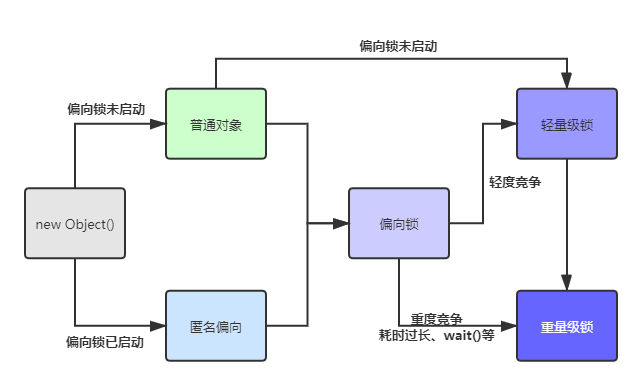 偏向锁未启动
偏向锁未启动
普通对象
轻量级锁
轻度竞争
new Object()
偏向锁
匿名偏向
重度竞争
耗时过长、wait()等
重量级锁
偏向锁已启动